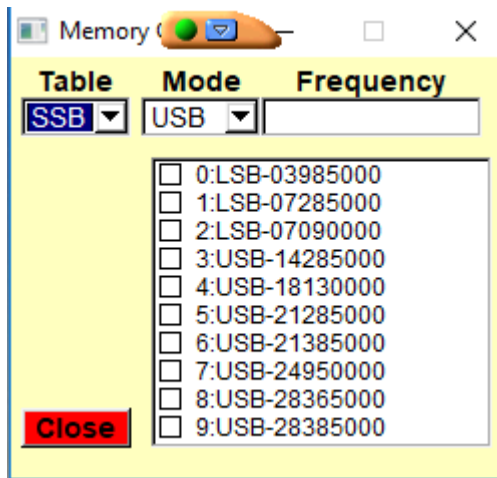 Memory
Table Mode Frequency
SSB USB
0:LSB-03985000
1:LSB-07285000
2:LSB-07090000
3:USB-14285000
4:USB-18130000
5:USB-21285000
6:USB-21385000
7:USB-24950000
8:USB-28365000
9:USB-28385000
Close